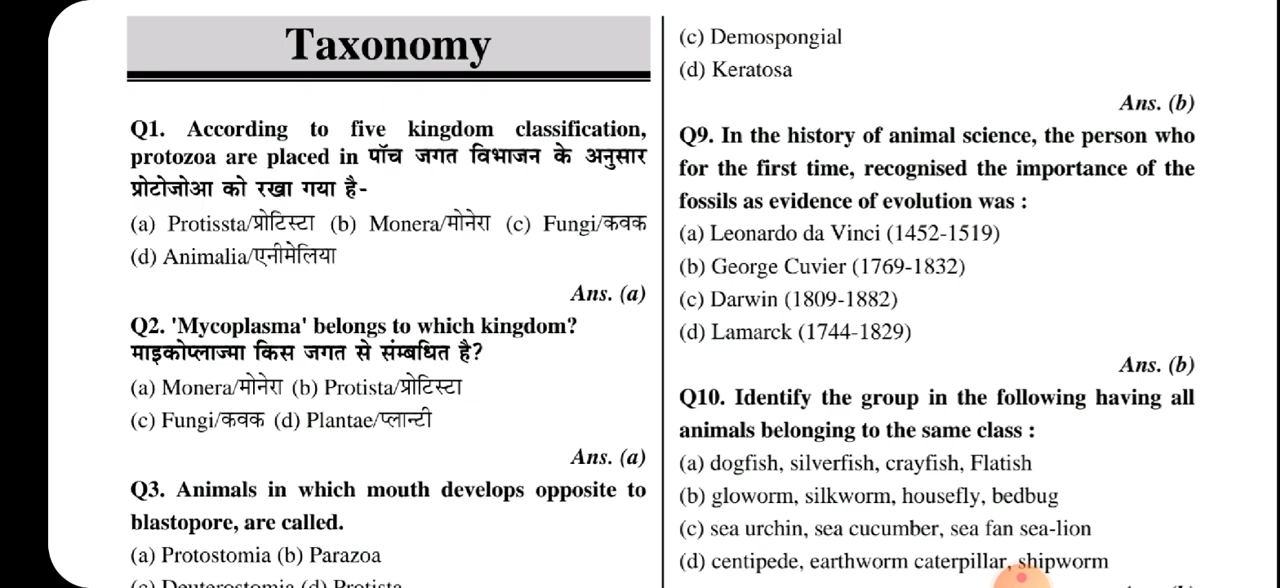 Taxonomy
Q1. According to five kingdom classification,
protozoa are placed in पॉच जगत विभाजन के अनुसार
प्रोटोजोआ को रखा गया है-
(a) Protissta/प्रोटिस्टा (b) Monera/मोनेरा (c) Fungi/कवक
(d) Animalia/एनीमेलिया
Ans. (a)
Q2. 'Mycoplasma' belongs to which kingdom?
माइकोप्लाज्मा किस जगत से संम्बधित है?
(a) Monera/मोनेरा (b) Protista/प्रोटिस्टा
(c) Fungi/कवक (d) Plantae/प्लान्टी
Ans. (a)
Q3. Animals in which mouth develops opposite to
blastopore, are called.
(a) Protostomia (b) Parazoa
(c) Deuterostomia (d) Protista
(c) Demospongial
(d) Keratosa
Ans. (b)
Q9. In the history of animal science, the person who
for the first time, recognised the importance of the
fossils as evidence of evolution was :
(a) Leonardo da Vinci (1452-1519)
(b) George Cuvier (1769-1832)
(c) Darwin (1809-1882)
(d) Lamarck (1744-1829)
Ans. (b)
Q10. Identify the group in the following having all
animals belonging to the same class :
(a) dogfish, silverfish, crayfish, Flatish
(b) gloworm, silkworm, housefly, bedbug
(c) sea urchin, sea cucumber, sea fan sea-lion
(d) centipede, earthworm caterpillar, shipworm